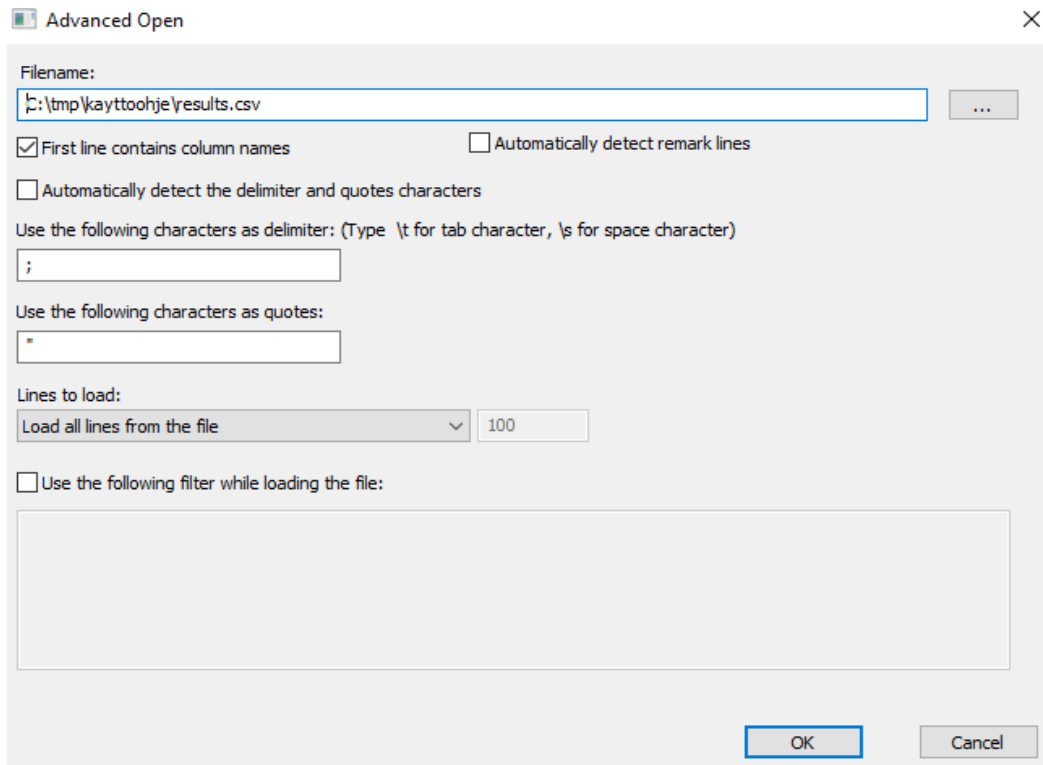 Advanced Open
Filename:
C:\tmp\kayttoohje\results.csv
...
First line contains column names
Automatically detect remark lines
Automatically detect the delimiter and quotes characters
Use the following characters as delimiter: (Type  \t for tab character, \s for space character)
;
Use the following characters as quotes:
"
Lines to load:
Load all lines from the file
100
Use the following filter while loading the file:
OK
Cancel